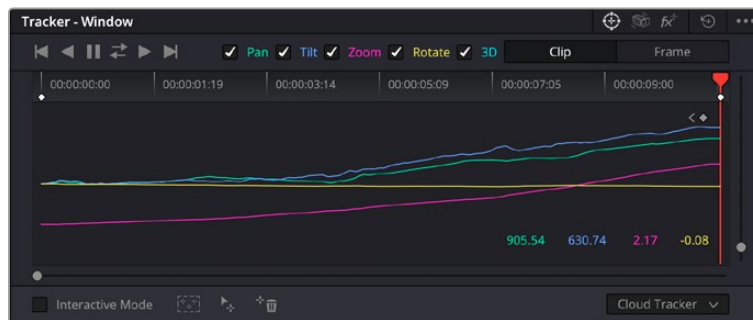 Tracker - Window
Pan Tilt Zoom Rotate 3D Clip Frame
00:00:00:00 00:00:01:19 00:00:03:14 00:00:05:09 00:00:07:05 00:00:09:00
905.54 630.74 2.17 -0.08
Interactive Mode Cloud Tracker